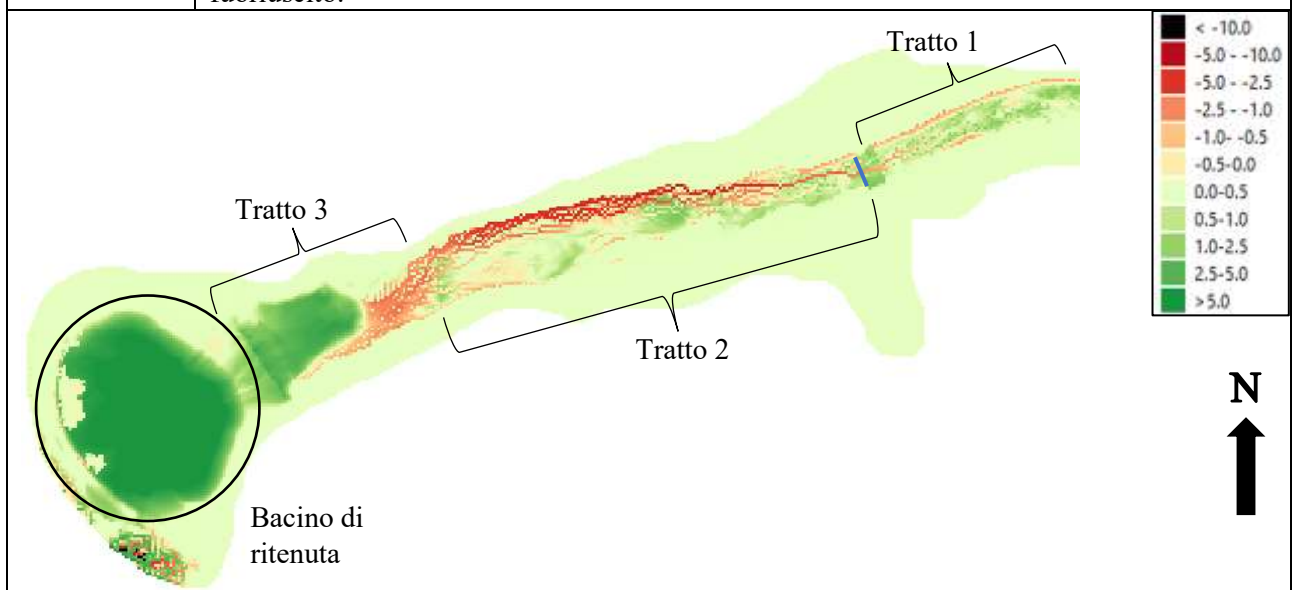 Tratto 1
Tratto 3
Tratto 2
Bacino di
ritenuta
N
< -10.0
-5.0 - -10.0
-5.0 - -2.5
-2.5 - -1.0
-1.0- -0.5
-0.5-0.0
0.0-0.5
0.5-1.0
1.0-2.5
2.5-5.0
>5.0